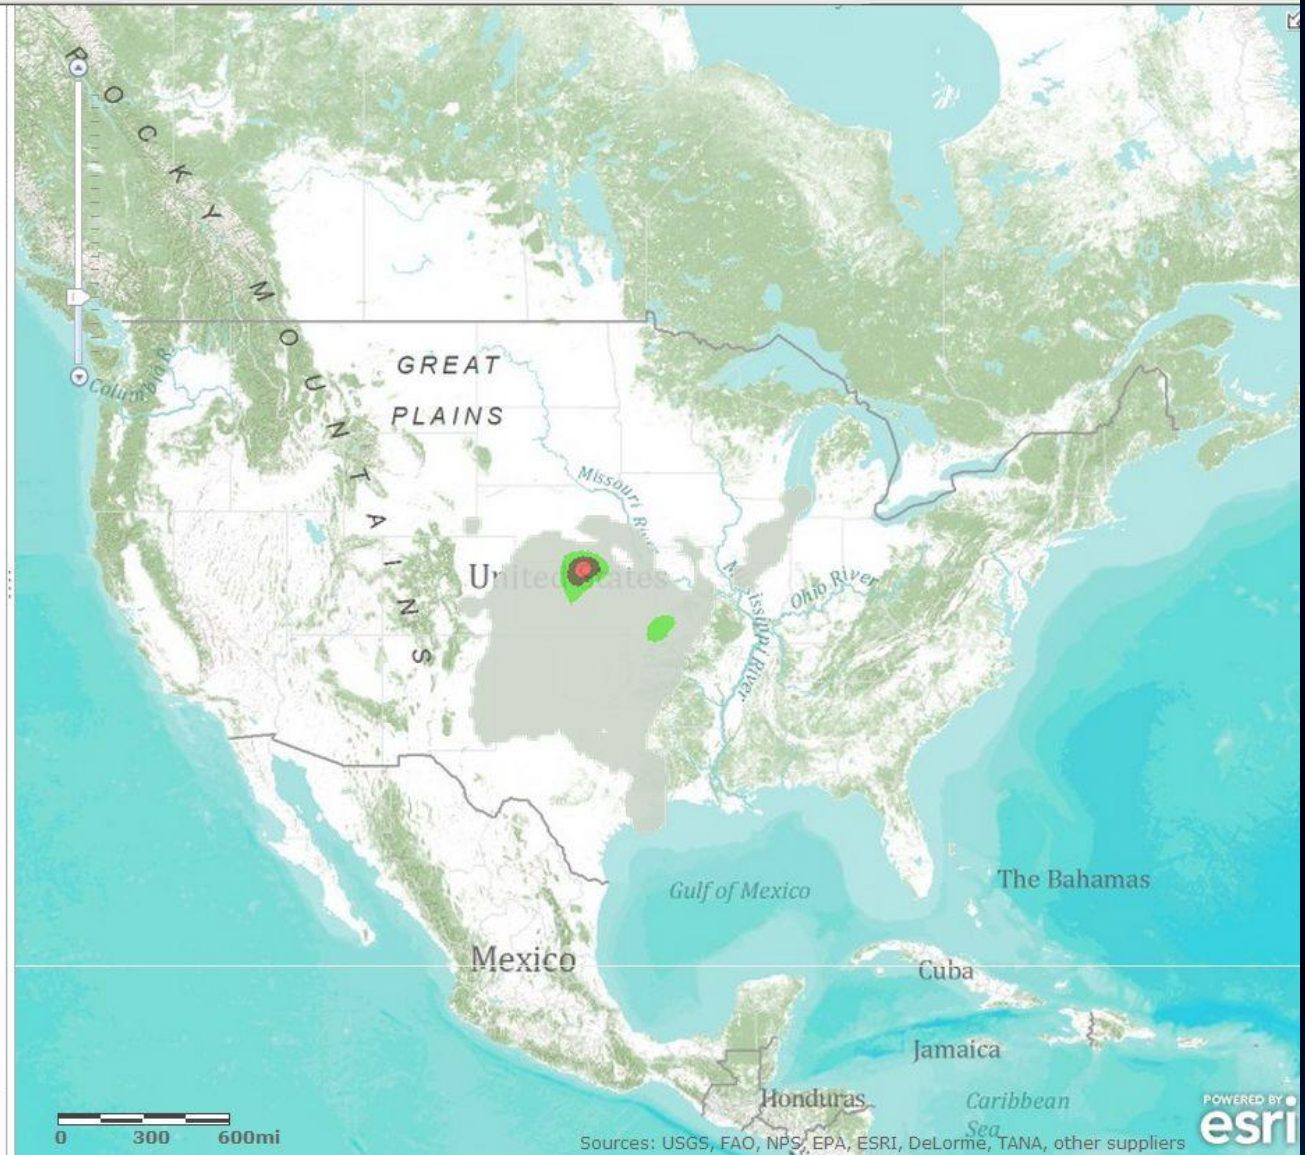 ROCKY MOUNTAINS
Columbia R.
GREAT
PLAINS
Missouri River
United States
Mississippi River
Ohio River
Gulf of Mexico
The Bahamas
Mexico
Cuba
Jamaica
Honduras
Caribbean
Sea
0 300 600mi
Sources: USGS, FAO, NPS, EPA, ESRI, DeLorme, TANA, other suppliers
POWERED BY
esri